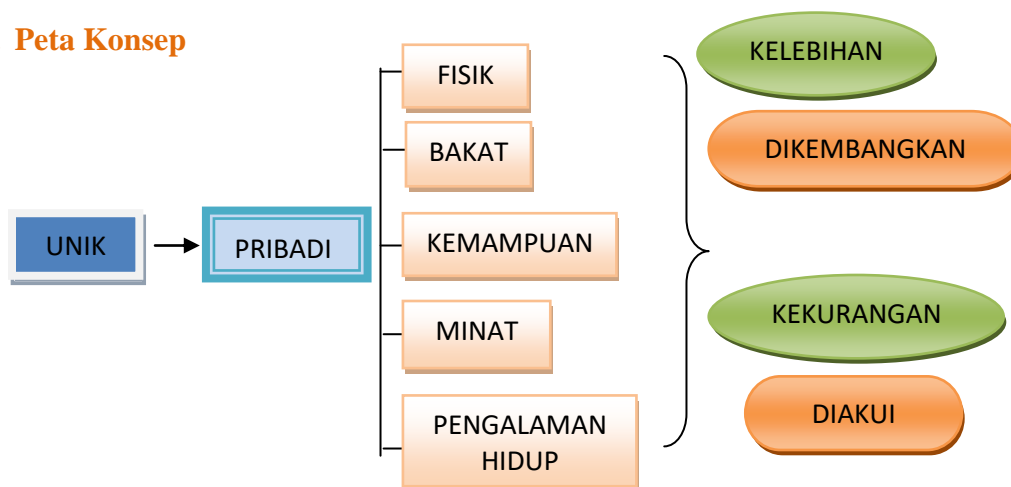 Peta Konsep
UNIK
PRIBADI
FISIK
BAKAT
KEMAMPUAN
MINAT
PENGALAMAN
HIDUP
KELEBIHAN
DIKEMBANGKAN
KEKURANGAN
DIAKUI